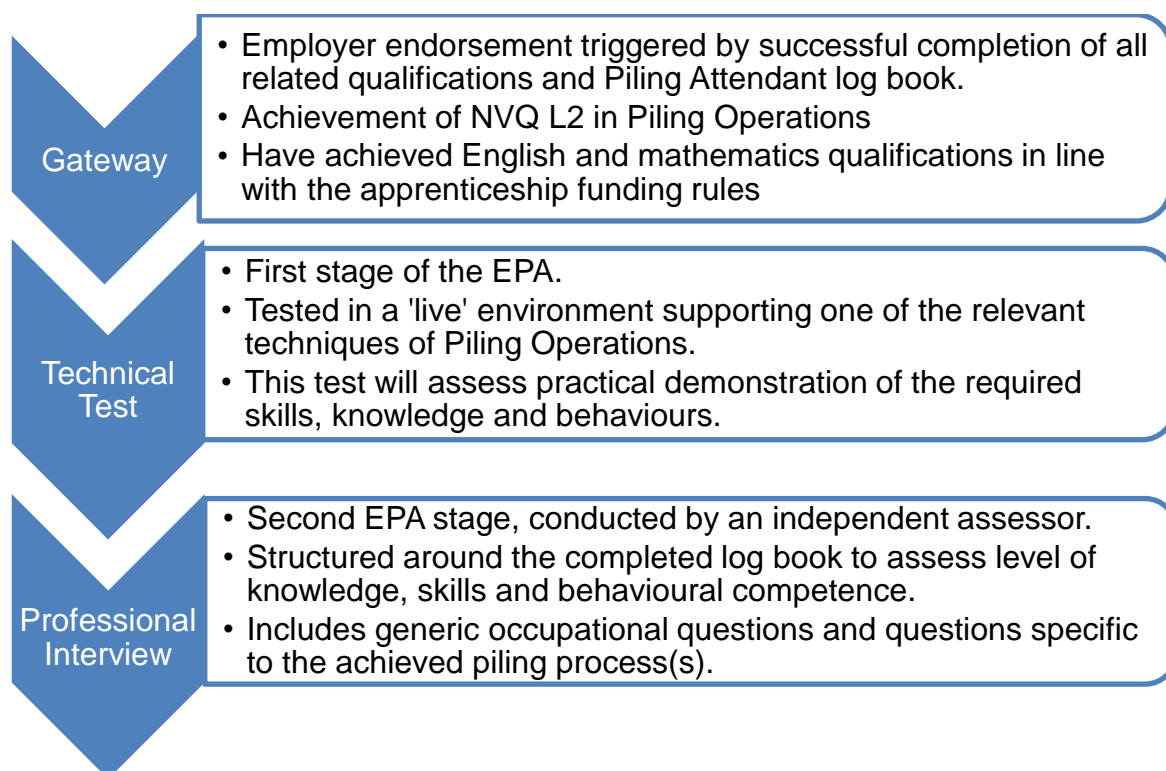 Gateway
• Employer endorsement triggered by successful completion of all
related qualifications and Piling Attendant log book.
• Achievement of NVQ L2 in Piling Operations
• Have achieved English and mathematics qualifications in line
with the apprenticeship funding rules
Technical
Test
• First stage of the EPA.
• Tested in a 'live' environment supporting one of the relevant
techniques of Piling Operations.
• This test will assess practical demonstration of the required
skills, knowledge and behaviours.
Professional
Interview
• Second EPA stage, conducted by an independent assessor.
• Structured around the completed log book to assess level of
knowledge, skills and behavioural competence.
• Includes generic occupational questions and questions specific
to the achieved piling process(s).